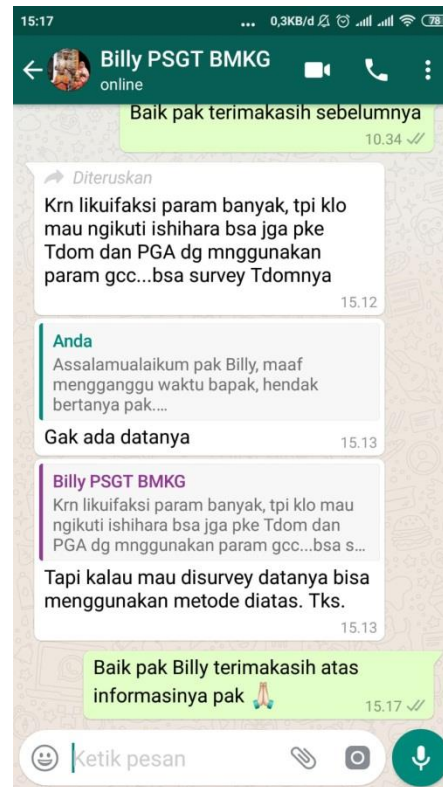 15:17
... 0,3KB/d 78
Billy PSGT BMKG
online
Baik pak terimakasih sebelumnya
10.34
Diteruskan
Krn likuifaksi param banyak, tpi klo
mau ngikuti ishihara bsa jga pke
Tdom dan PGA dg mnggunakan
param gcc...bsa survey Tdomnya
15.12
Anda
Assalamualaikum pak Billy, maaf
mengganggu waktu bapak, hendak
bertanya pak....
Gak ada datanya
15.13
Billy PSGT BMKG
Krn likuifaksi param banyak, tpi klo mau
ngikuti ishihara bsa jga pke Tdom dan
PGA dg mnggunakan param gcc...bsa s...
Tapi kalau mau disurvey datanya bisa
menggunakan metode diatas. Tks.
15.13
Baik pak Billy terimakasih atas
informasinya pak 🙏🏻
15.17
Ketik pesan